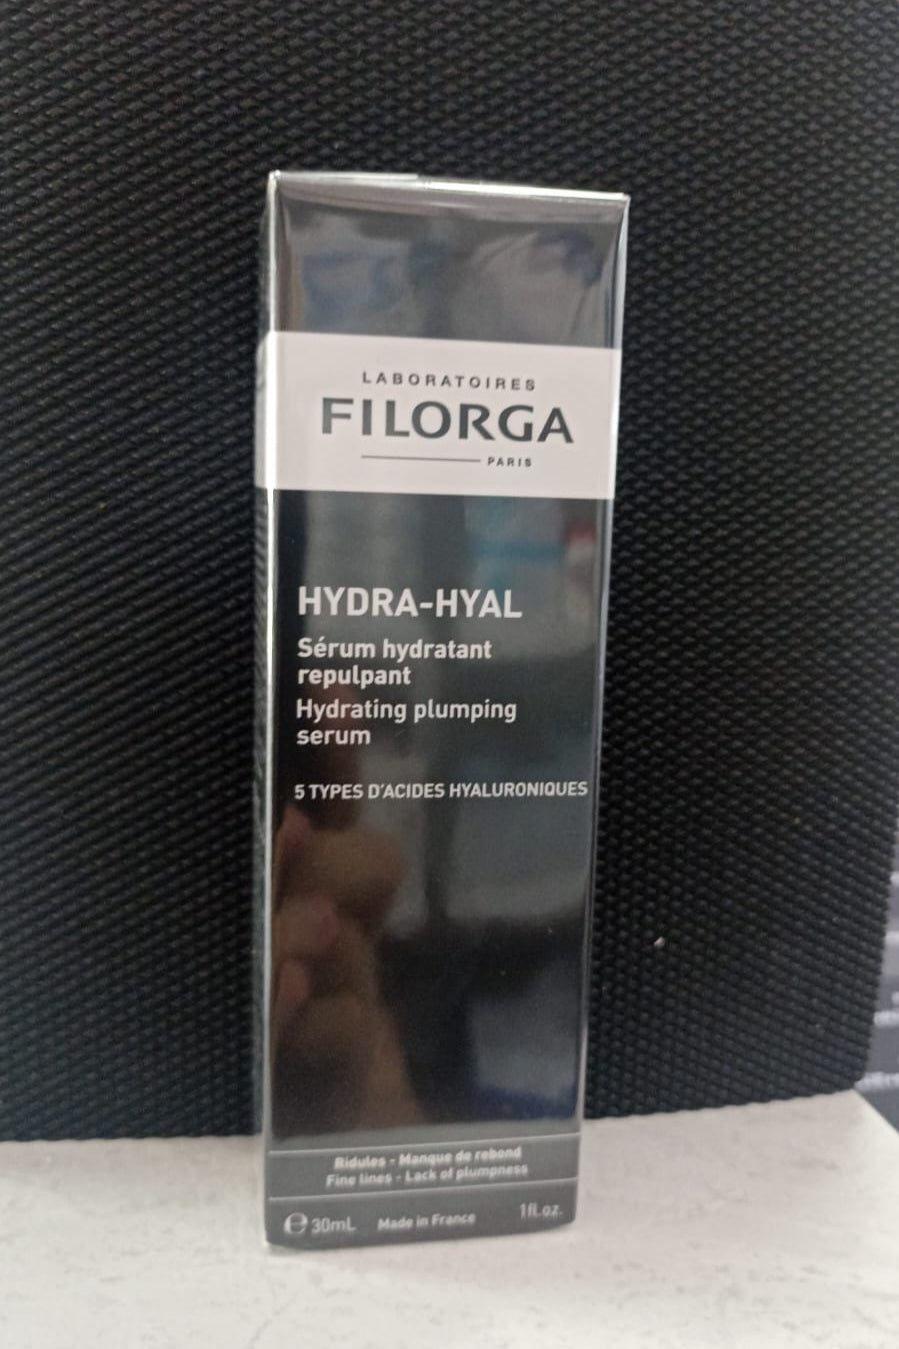 LABORATOIRES
FILORGA
PARIS
HYDRA-HYAL
Sérum hydratant
repulpant
Hydrating plumping
serum
5 TYPES D'ACIDES HYALURONIQUES
Ridules - Manque de rebond
Fine lines - Lack of plumpness
℮ 30mL Made in France 1fl.oz.